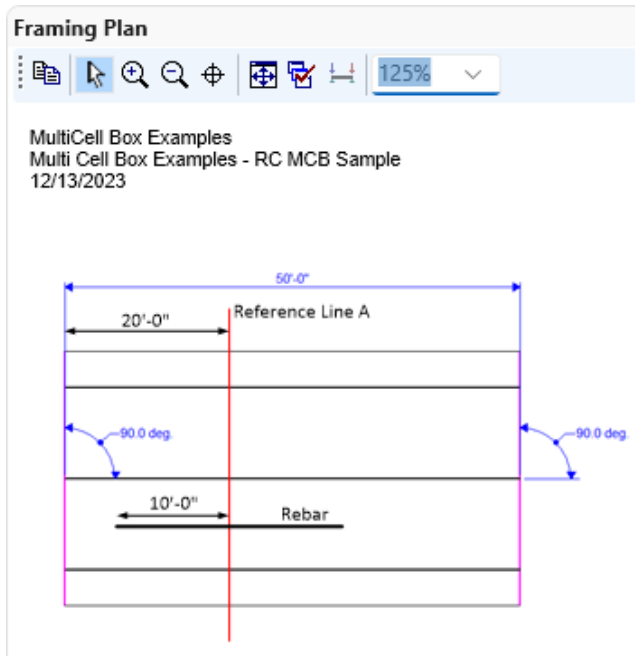 Framing Plan
125%
MultiCell Box Examples
Multi Cell Box Examples - RC MCB Sample
12/13/2023
50'-0"
Reference Line A
20'-0"
90.0 deg.
90.0 deg.
10'-0"
Rebar